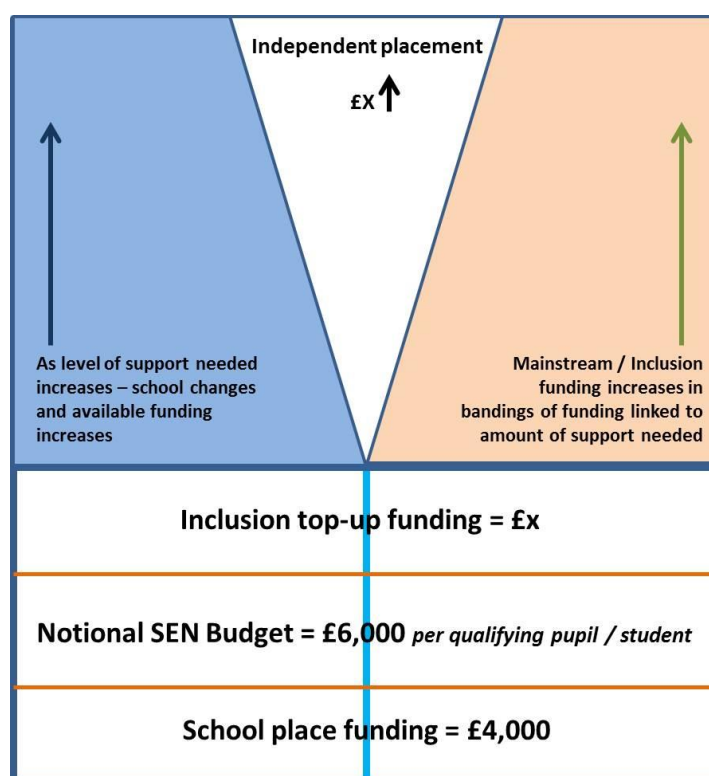 Independent placement
£X
As level of support needed
increases – school changes
and available funding
increases
Mainstream / Inclusion
funding increases in
bandings of funding linked to
amount of support needed
Inclusion top-up funding = £x
Notional SEN Budget = £6,000 per qualifying pupil / student
School place funding = £4,000